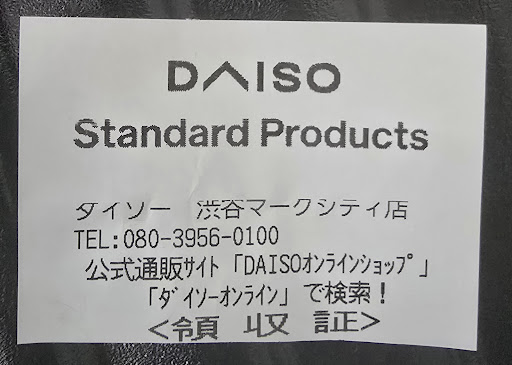 DAISO
Standard Products
ダイソー　渋谷マークシティ店
TEL:080-3956-0100
公式通販ｻｲﾄ「DAISOｵﾝﾗｲﾝｼｮｯﾌﾟ」
「ﾀﾞｲｿｰｵﾝﾗｲﾝ」で検索！
<領　収　証>